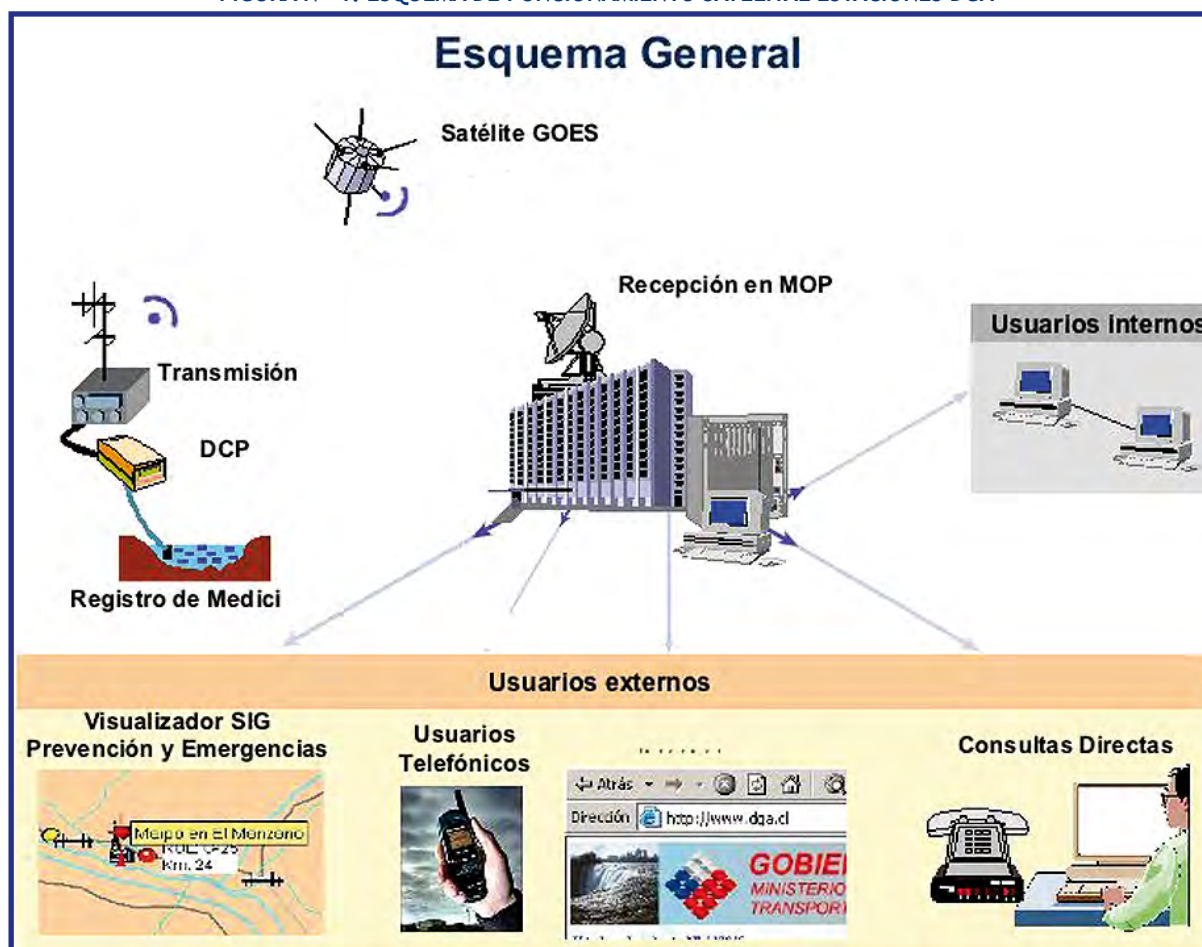 Esquema General
Satélite GOES
Recepción en MOP
Usuarios internos
Transmisión
DCP
Registro de Medici
Usuarios externos
Visualizador SIG
Prevención y Emergencias
Usuarios
Telefónicos
Consultas Directas
Maipo en El Manzano
Km. 24
Atrás
Dirección
http://www.dga.cl
GOBIE
MINISTERIO
TRANSPORT